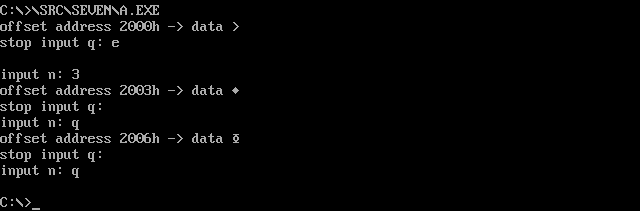 C:\>\SRC\SEVEN\A.EXE
offset address 2000h -> data >
stop input q: e
input n: 3
offset address 2003h -> data ♦
stop input q:
input n: q
offset address 2006h -> data
stop input q:
input n: q
C:\>_